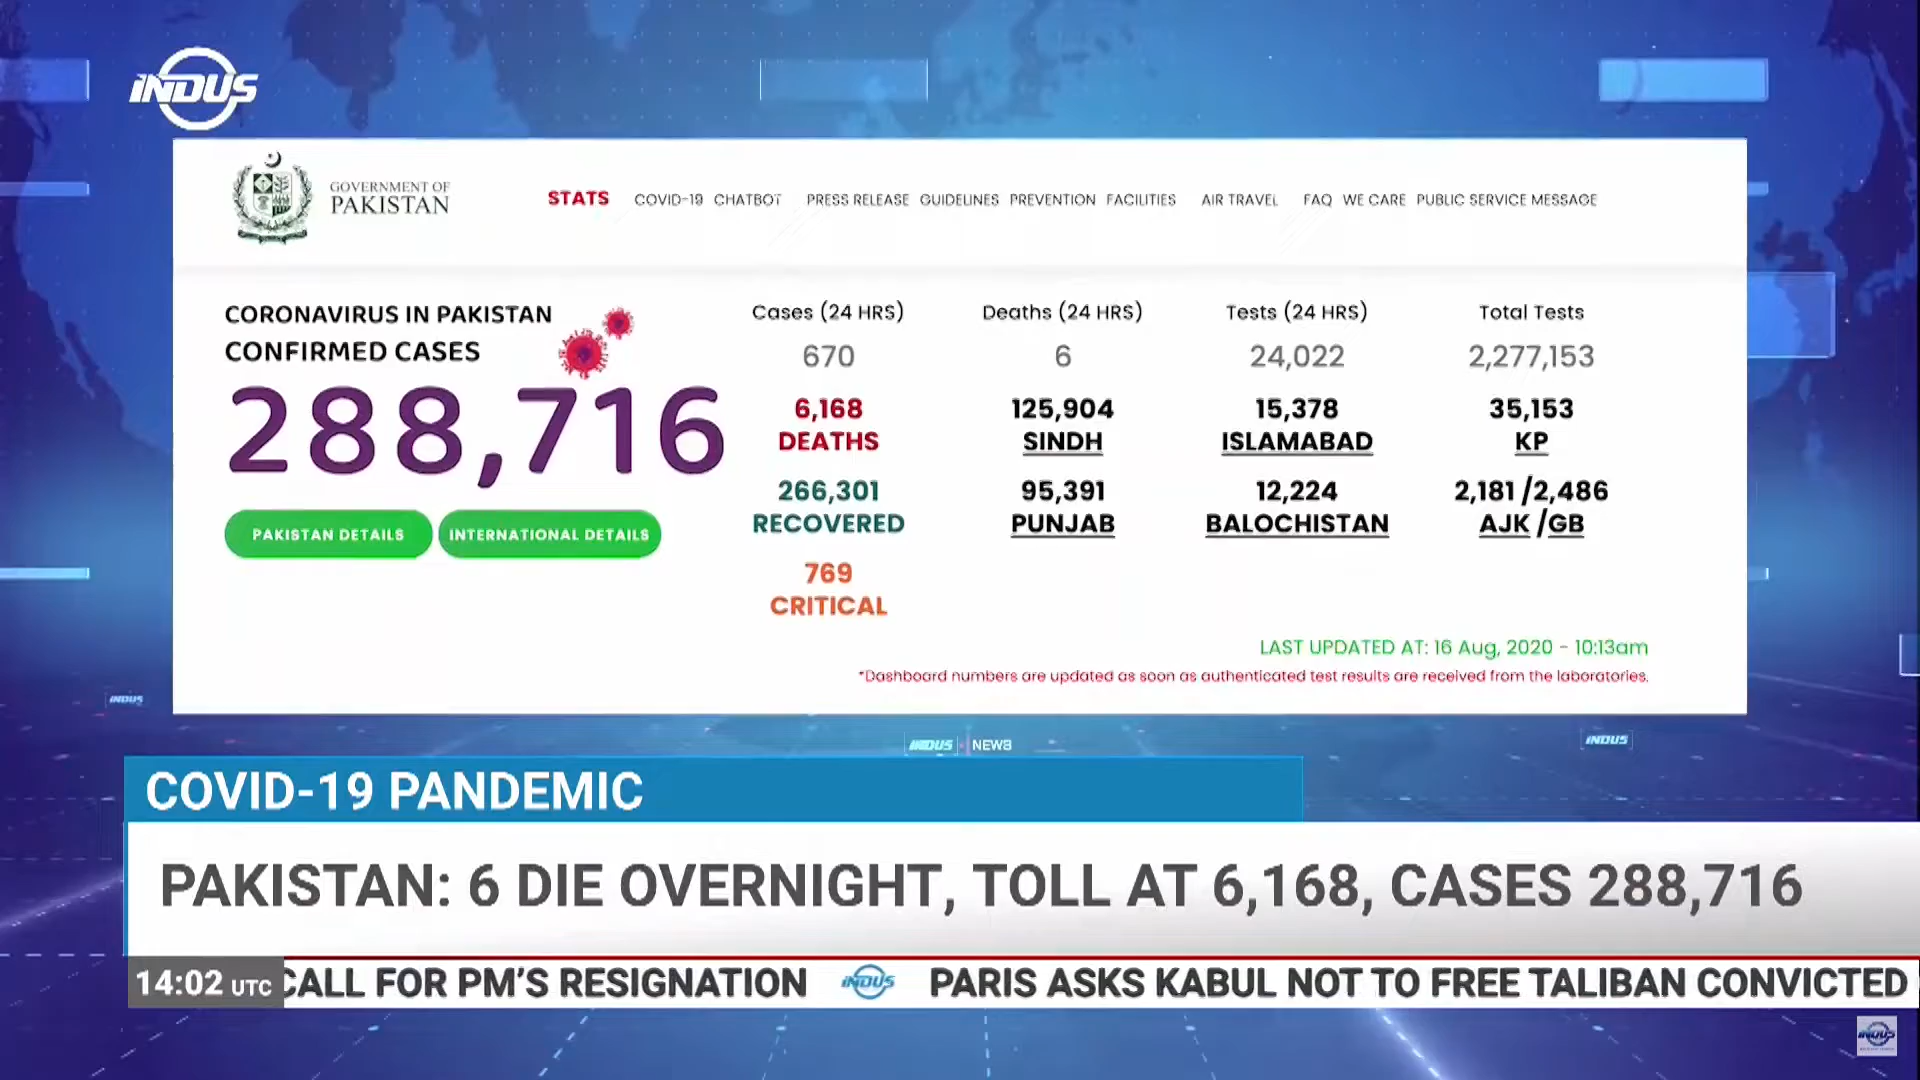 INDUS
GOVERNMENT OF
PAKISTAN
STATS COVID-19 CHATBOT PRESS RELEASE GUIDELINES PREVENTION FACILITIES AIR TRAVEL FAQ WE CARE PUBLIC SERVICE MESSAGE
CORONAVIRUS IN PAKISTAN
CONFIRMED CASES
288,716
PAKISTAN DETAILS INTERNATIONAL DETAILS
Cases (24 HRS) Deaths (24 HRS) Tests (24 HRS) Total Tests
670 6 24,022 2,277,153
6,168 125,904 15,378 35,153
DEATHS SINDH ISLAMABAD KP
266,301 95,391 12,224 2,181 /2,486
RECOVERED PUNJAB BALOCHISTAN AJK /GB
769
CRITICAL
LAST UPDATED AT: 16 Aug, 2020 - 10:13am
*Dashboard numbers are updated as soon as authenticated test results are received from the laboratories.
INDUS
INDUS NEWS
INDUS
COVID-19 PANDEMIC
PAKISTAN: 6 DIE OVERNIGHT, TOLL AT 6,168, CASES 288,716
14:02 UTC CALL FOR PM'S RESIGNATION INDUS PARIS ASKS KABUL NOT TO FREE TALIBAN CONVICTED
INDUS